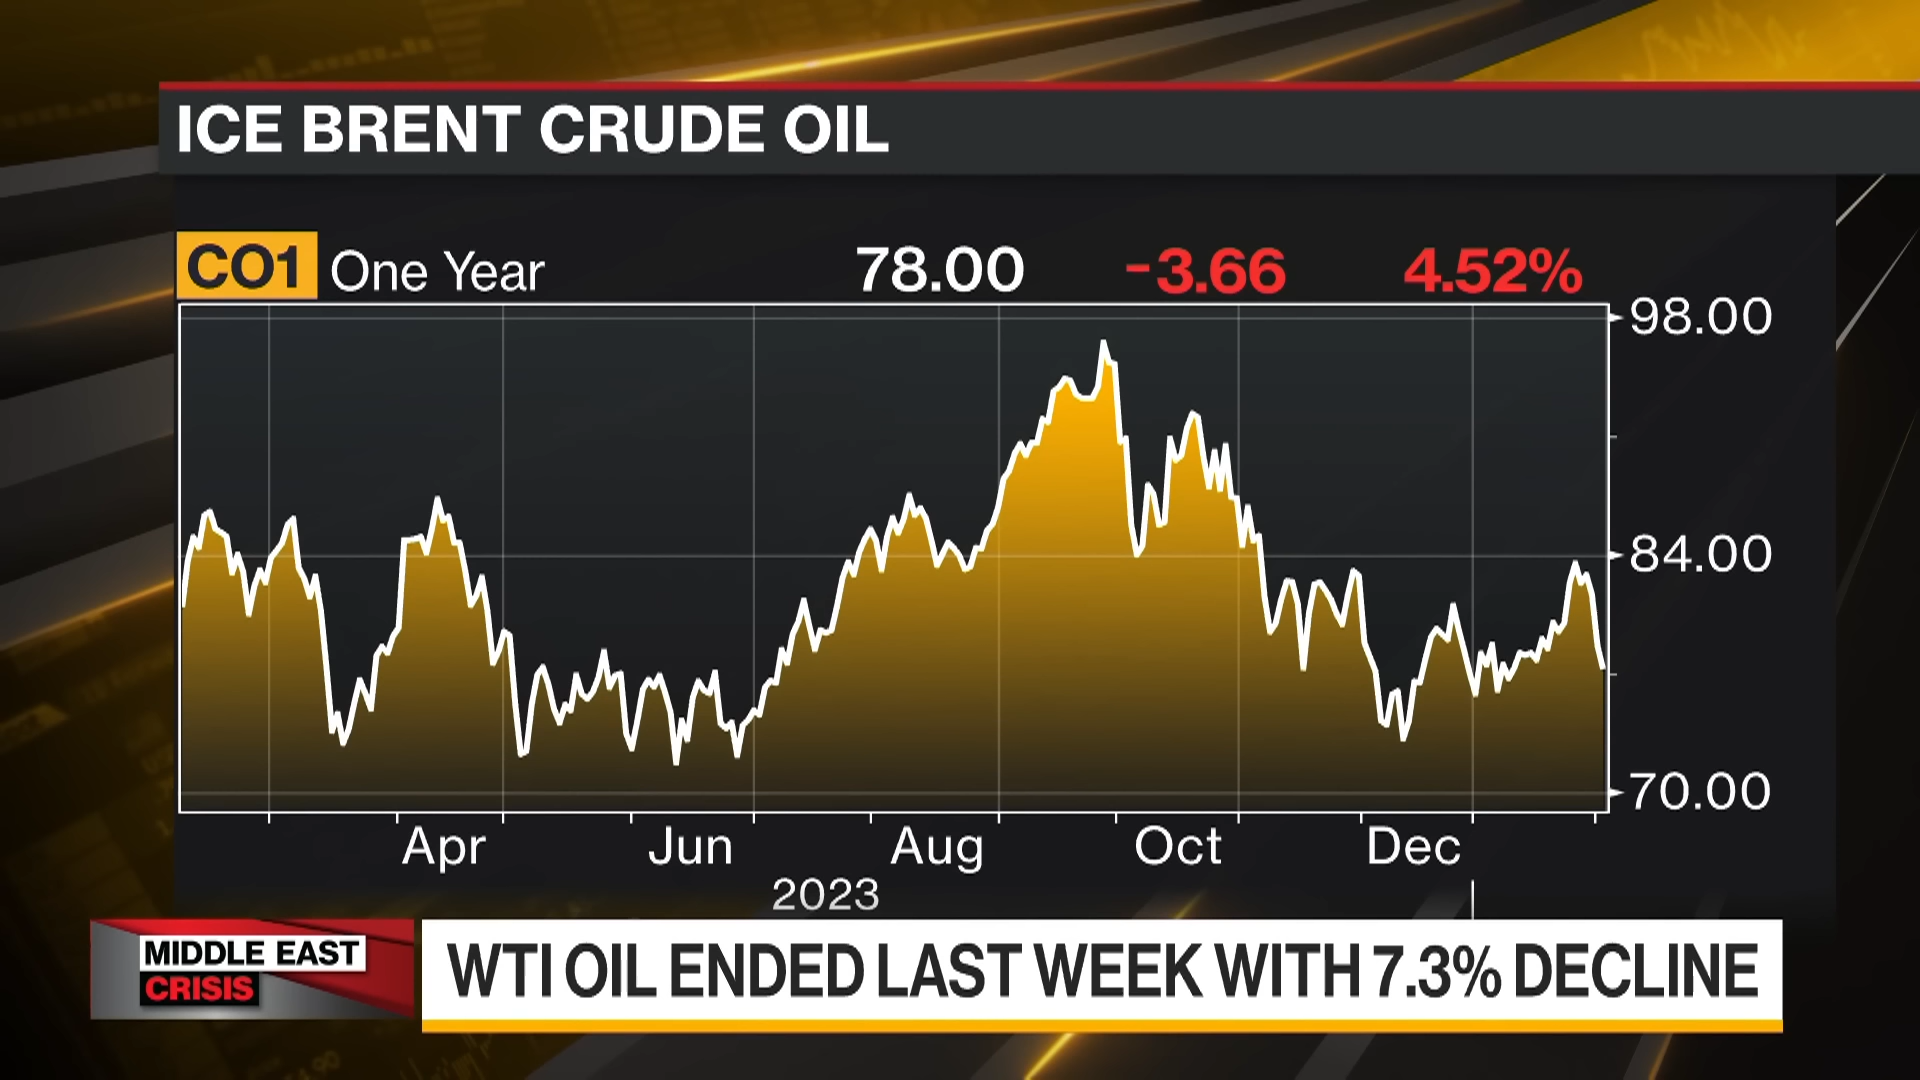 ICE BRENT CRUDE OIL
CO1 One Year 78.00 -3.66 4.52%
98.00
84.00
70.00
Apr Jun Aug Oct Dec
2023
MIDDLE EAST
CRISIS
WTI OIL ENDED LAST WEEK WITH 7.3% DECLINE